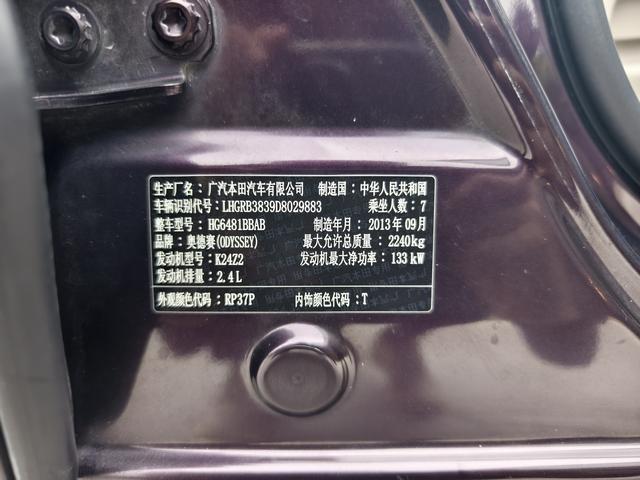 生产厂名：广汽本田汽车有限公司 制造国：中华人民共和国
车辆识别代号：LHGRB3839D8029883 乘坐人数：7
整车型号：HG6481BBAB 制造年月：2013年09月
品牌：奥德赛(ODYSSEY) 最大允许总质量：2240kg
发动机型号：K24Z2 发动机最大净功率：133kW
发动机排量：2.4L
外观颜色代码：RP37P 内饰颜色代码：T